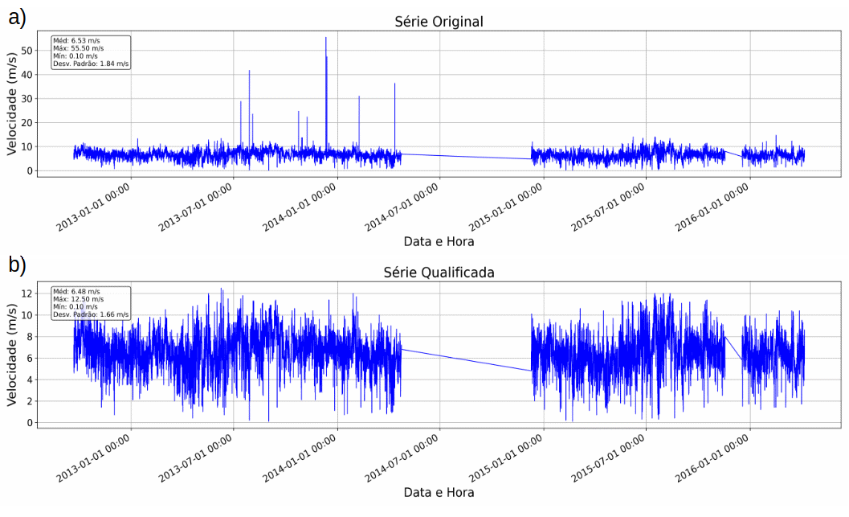 a)
Série Original
Méd: 6.53 m/s
Máx: 55.50 m/s
Mín: 0.10 m/s
Desv. Padrão: 1.84 m/s
Velocidade (m/s)
50
40
30
20
10
0
2013-01-01 00:00
2013-07-01 00:00
2014-01-01 00:00
2014-07-01 00:00
2015-01-01 00:00
2015-07-01 00:00
2016-01-01 00:00
Data e Hora
b)
Série Qualificada
Méd: 6.48 m/s
Máx: 12.50 m/s
Mín: 0.10 m/s
Desv. Padrão: 1.66 m/s
Velocidade (m/s)
12
10
8
6
4
2
0
2013-01-01 00:00
2013-07-01 00:00
2014-01-01 00:00
2014-07-01 00:00
2015-01-01 00:00
2015-07-01 00:00
2016-01-01 00:00
Data e Hora